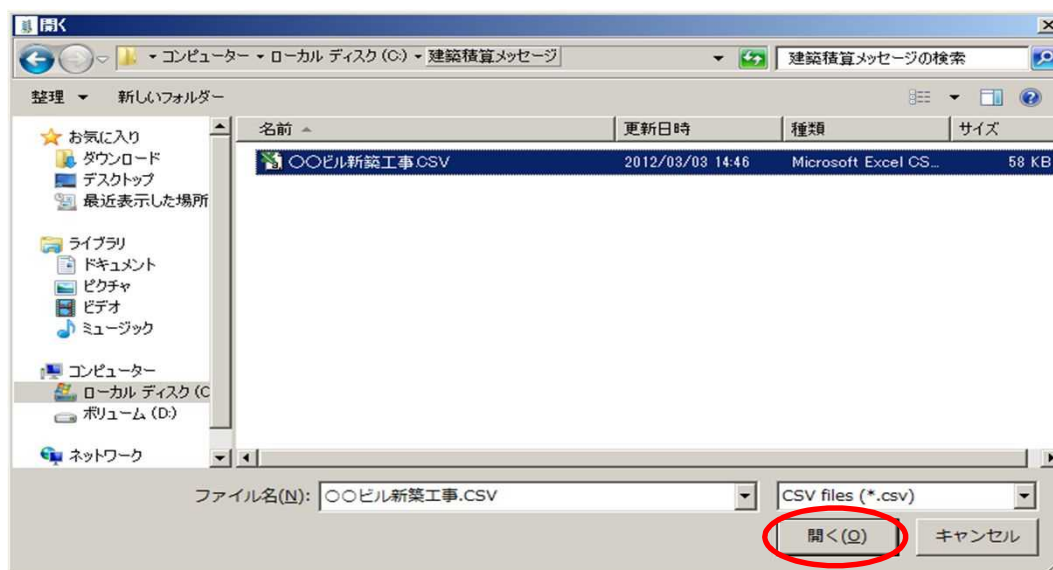 開く
コンピューター ▾ ローカル ディスク (C:) ▾ 建築積算メッセージ
建築積算メッセージの検索
整理 ▼ 新しいフォルダー
名前 更新日時 種類 サイズ
○○ビル新築工事.CSV 2012/03/03 14:46 Microsoft Excel CS... 58 KB
お気に入り
ダウンロード
デスクトップ
最近表示した場所
ライブラリ
ドキュメント
ピクチャ
ビデオ
ミュージック
コンピューター
ローカル ディスク (C
ボリューム (D:)
ネットワーク
ファイル名(N): ○○ビル新築工事.CSV CSV files (*.csv)
開く(O) キャンセル